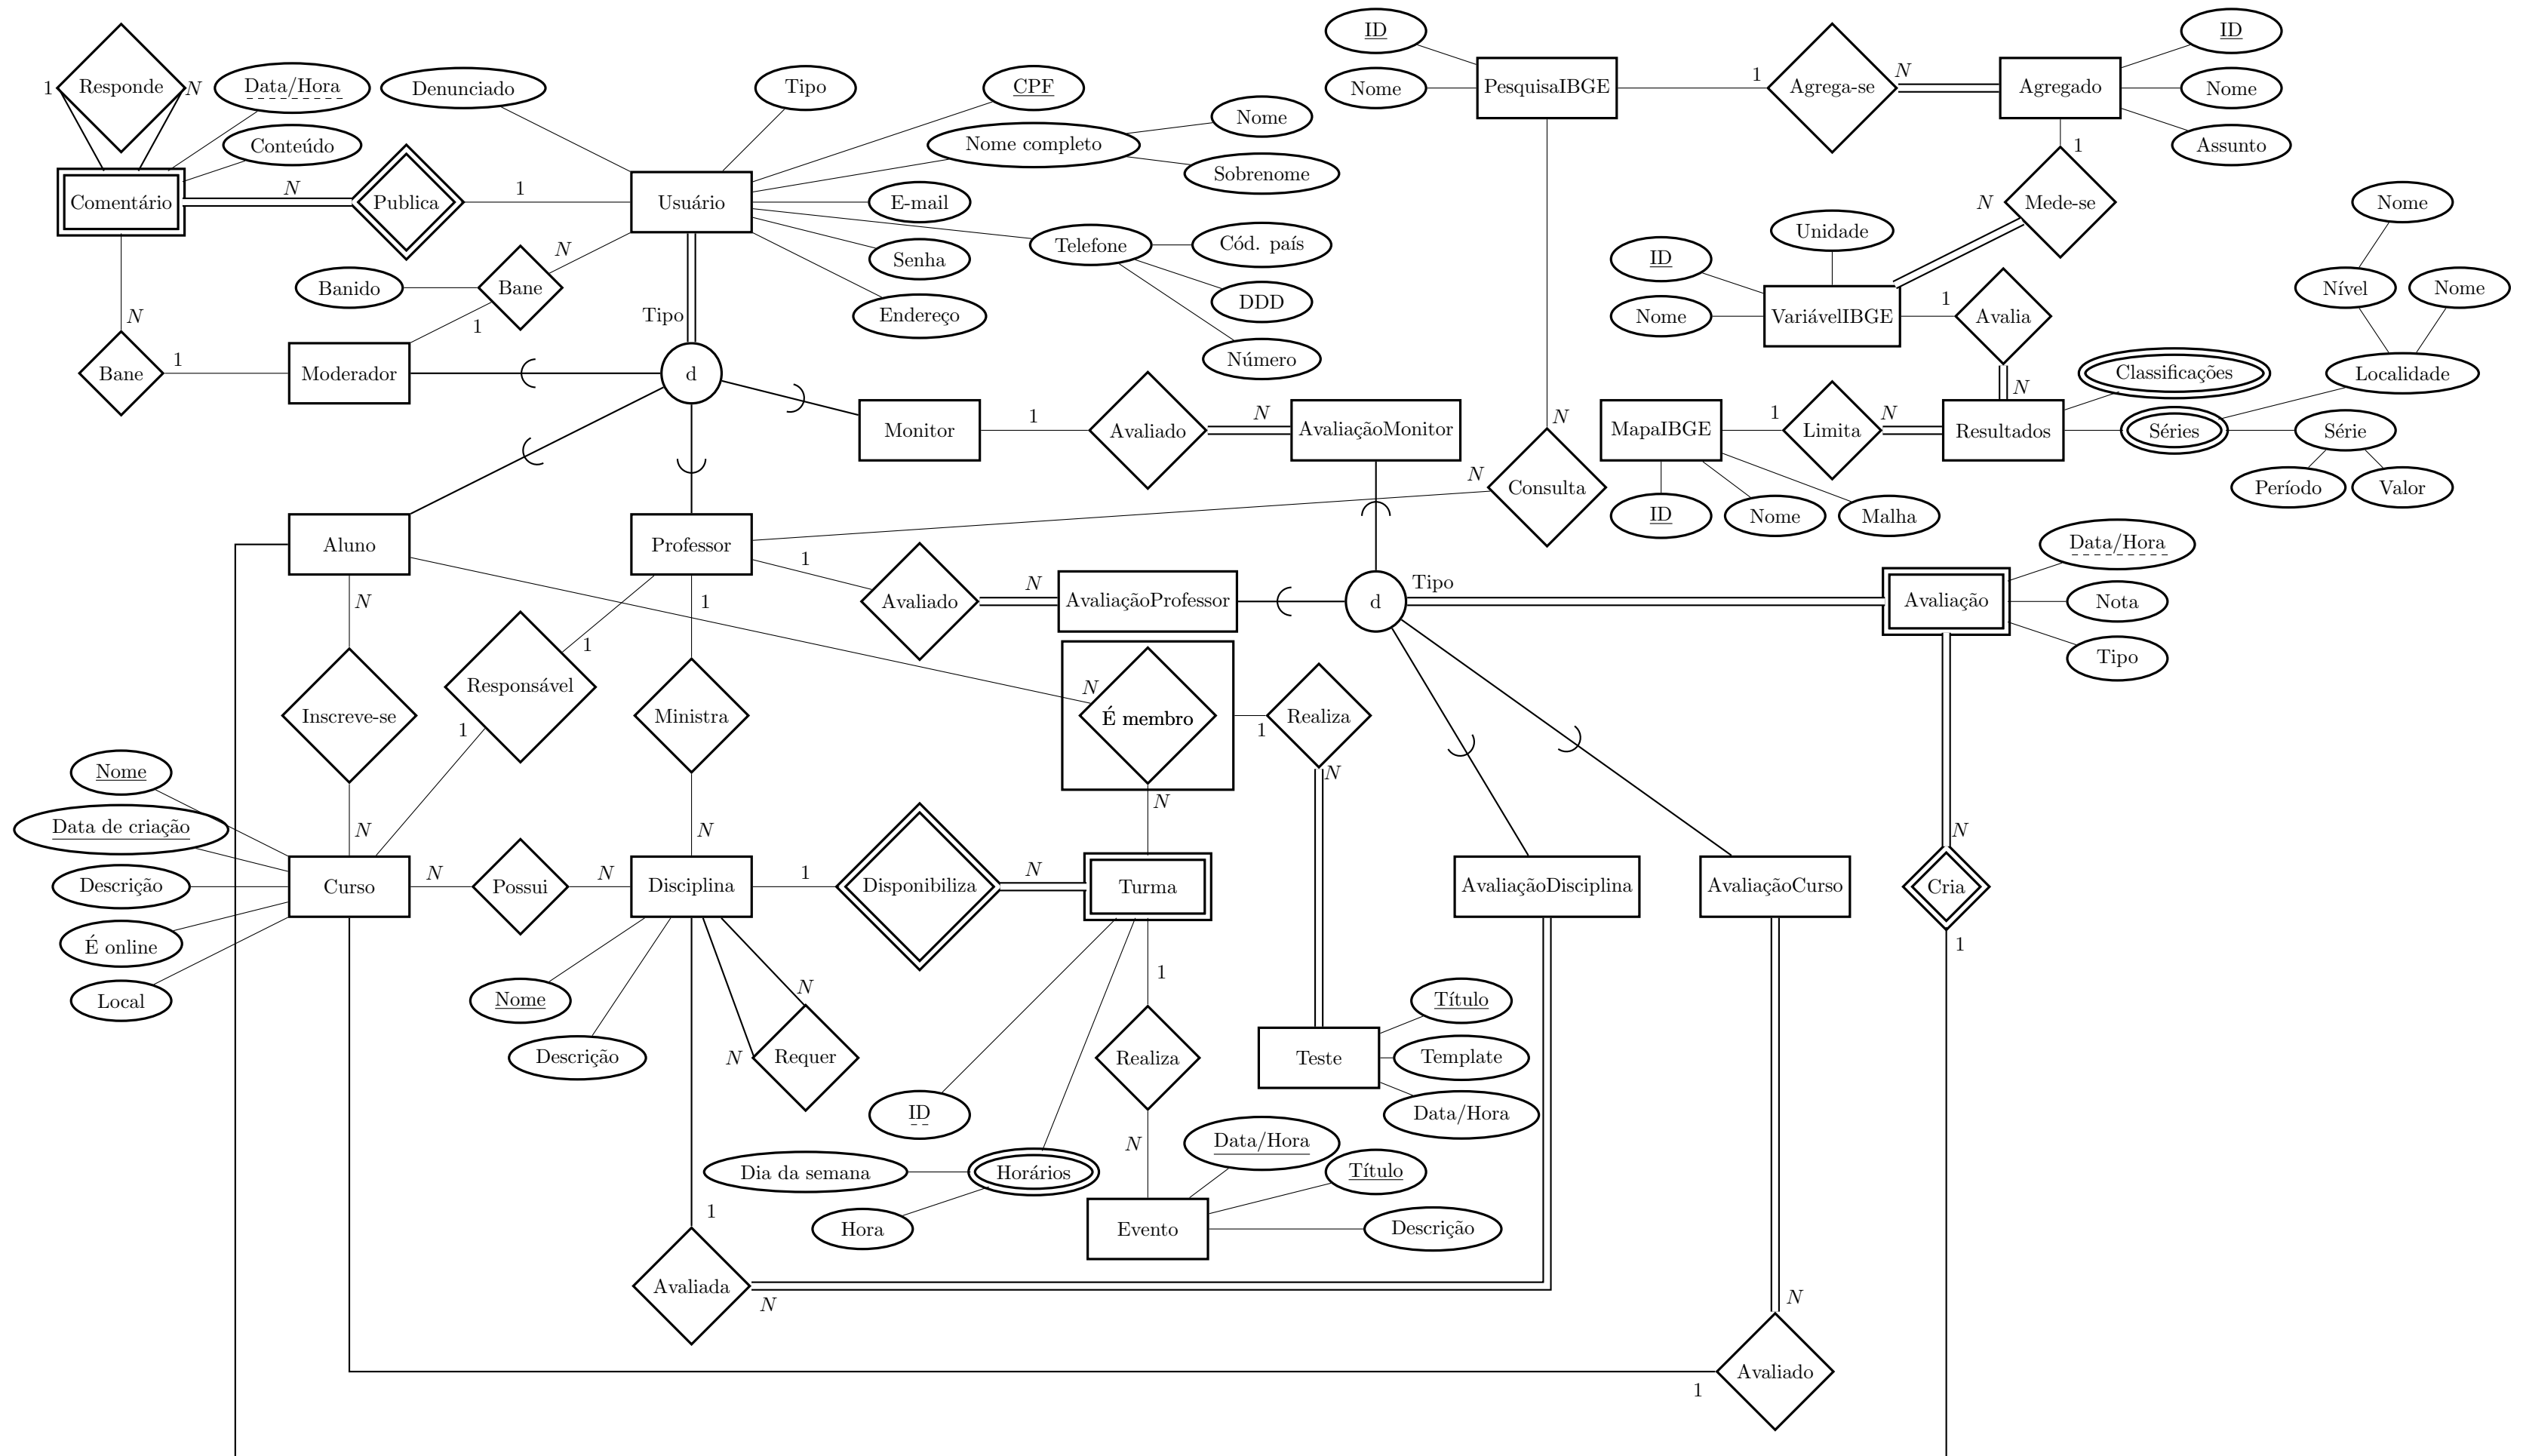 ID
ID
1
Responde
N
Data/Hora
Denunciado
Tipo
CPF
Nome
PesquisaIBGE
1
Agrega-se
N
Agregado
Nome
Conteúdo
Nome completo
Nome
Sobrenome
1
Assunto
Comentário
N
Publica
1
Usuário
E-mail
N
Mede-se
Nome
N
Telefone
Cód. país
Unidade
Senha
ID
Banido
Bane
DDD
Nível
Nome
N
1
Tipo
Endereço
Nome
VariávelIBGE
1
Avalia
Número
Bane
1
Moderador
d
Classificações
Localidade
N
Monitor
1
Avaliado
N
AvaliaçãoMonitor
N
MapaIBGE
1
Limita
N
Resultados
Séries
Série
N
Consulta
Período
Valor
ID
Nome
Malha
Aluno
Professor
1
Data/Hora
N
1
Avaliado
N
AvaliaçãoProfessor
d
Tipo
Avaliação
Nota
1
Tipo
Responsável
N
Inscreve-se
1
Ministra
É membro
1
Realiza
Nome
N
N
Data de criação
N
N
N
Descrição
Curso
N
Possui
N
Disciplina
1
Disponibiliza
N
Turma
AvaliaçãoDisciplina
AvaliaçãoCurso
Cria
É online
1
1
Local
Nome
N
Título
Descrição
N
Requer
Realiza
Teste
Template
ID
Data/Hora
N
Data/Hora
Dia da semana
Horários
Título
1
Hora
Evento
Descrição
Avaliada
N
N
Avaliado
1